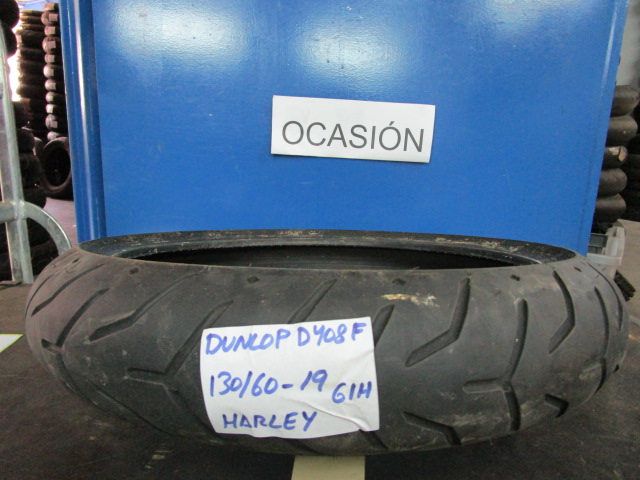 OCASIÓN
DUNLOP D408F
130/60-19 61H
HARLEY